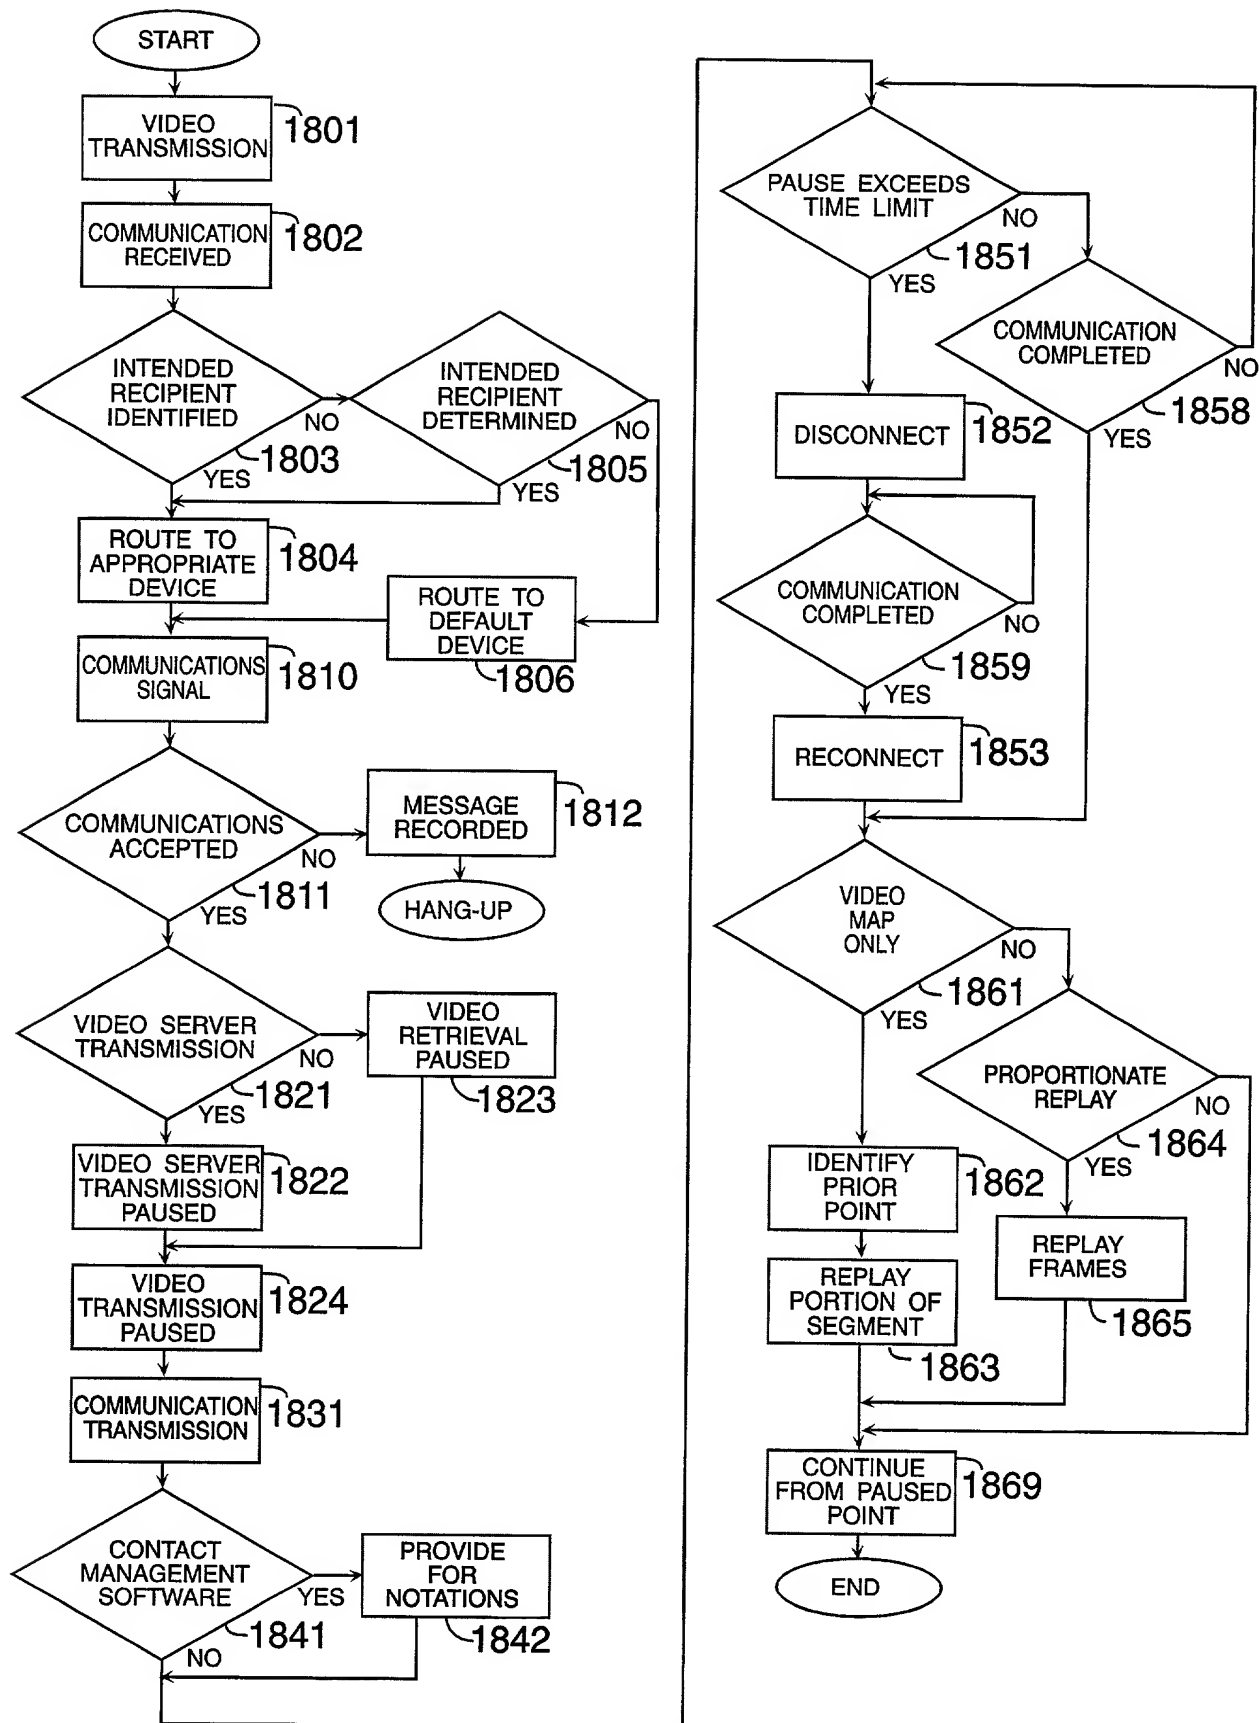 START
VIDEO
TRANSMISSION
1801
COMMUNICATION
RECEIVED
1802
INTENDED
RECIPIENT
IDENTIFIED
NO
1803
YES
INTENDED
RECIPIENT
DETERMINED
NO
1805
YES
ROUTE TO
APPROPRIATE
DEVICE
1804
ROUTE TO
DEFAULT
DEVICE
1806
COMMUNICATIONS
SIGNAL
1810
COMMUNICATIONS
ACCEPTED
NO
1811
YES
MESSAGE
RECORDED
1812
HANG-UP
VIDEO SERVER
TRANSMISSION
NO
1821
YES
VIDEO
RETRIEVAL
PAUSED
1823
VIDEO SERVER
TRANSMISSION
PAUSED
1822
VIDEO
TRANSMISSION
PAUSED
1824
COMMUNICATION
TRANSMISSION
1831
CONTACT
MANAGEMENT
SOFTWARE
YES
1841
NO
PROVIDE
FOR
NOTATIONS
1842
PAUSE EXCEEDS
TIME LIMIT
NO
1851
YES
COMMUNICATION
COMPLETED
NO
1858
YES
DISCONNECT
1852
COMMUNICATION
COMPLETED
NO
1859
YES
RECONNECT
1853
VIDEO
MAP
ONLY
NO
1861
YES
PROPORTIONATE
REPLAY
NO
1864
YES
IDENTIFY
PRIOR
POINT
1862
REPLAY
FRAMES
1865
REPLAY
PORTION OF
SEGMENT
1863
CONTINUE
FROM PAUSED
POINT
1869
END